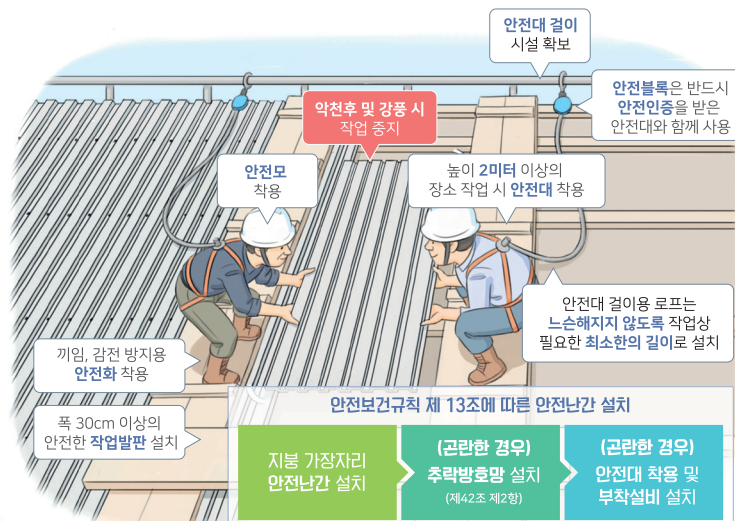 안전대 걸이
시설 확보
안전블록은 반드시
안전인증을 받은
안전대와 함께 사용
악천후 및 강풍 시
작업 중지
안전모
착용
높이 2미터 이상의
장소 작업 시 안전대 착용
안전대 걸이용 로프는
느슨해지지 않도록 작업상
필요한 최소한의 길이로 설치
끼임, 감전 방지용
안전화 착용
폭 30cm 이상의
안전한 작업발판 설치
안전보건규칙 제 13조에 따른 안전난간 설치
지붕 가장자리
안전난간 설치
(곤란한 경우)
추락방호망 설치
(제42조 제2항)
(곤란한 경우)
안전대 착용 및
부착설비 설치